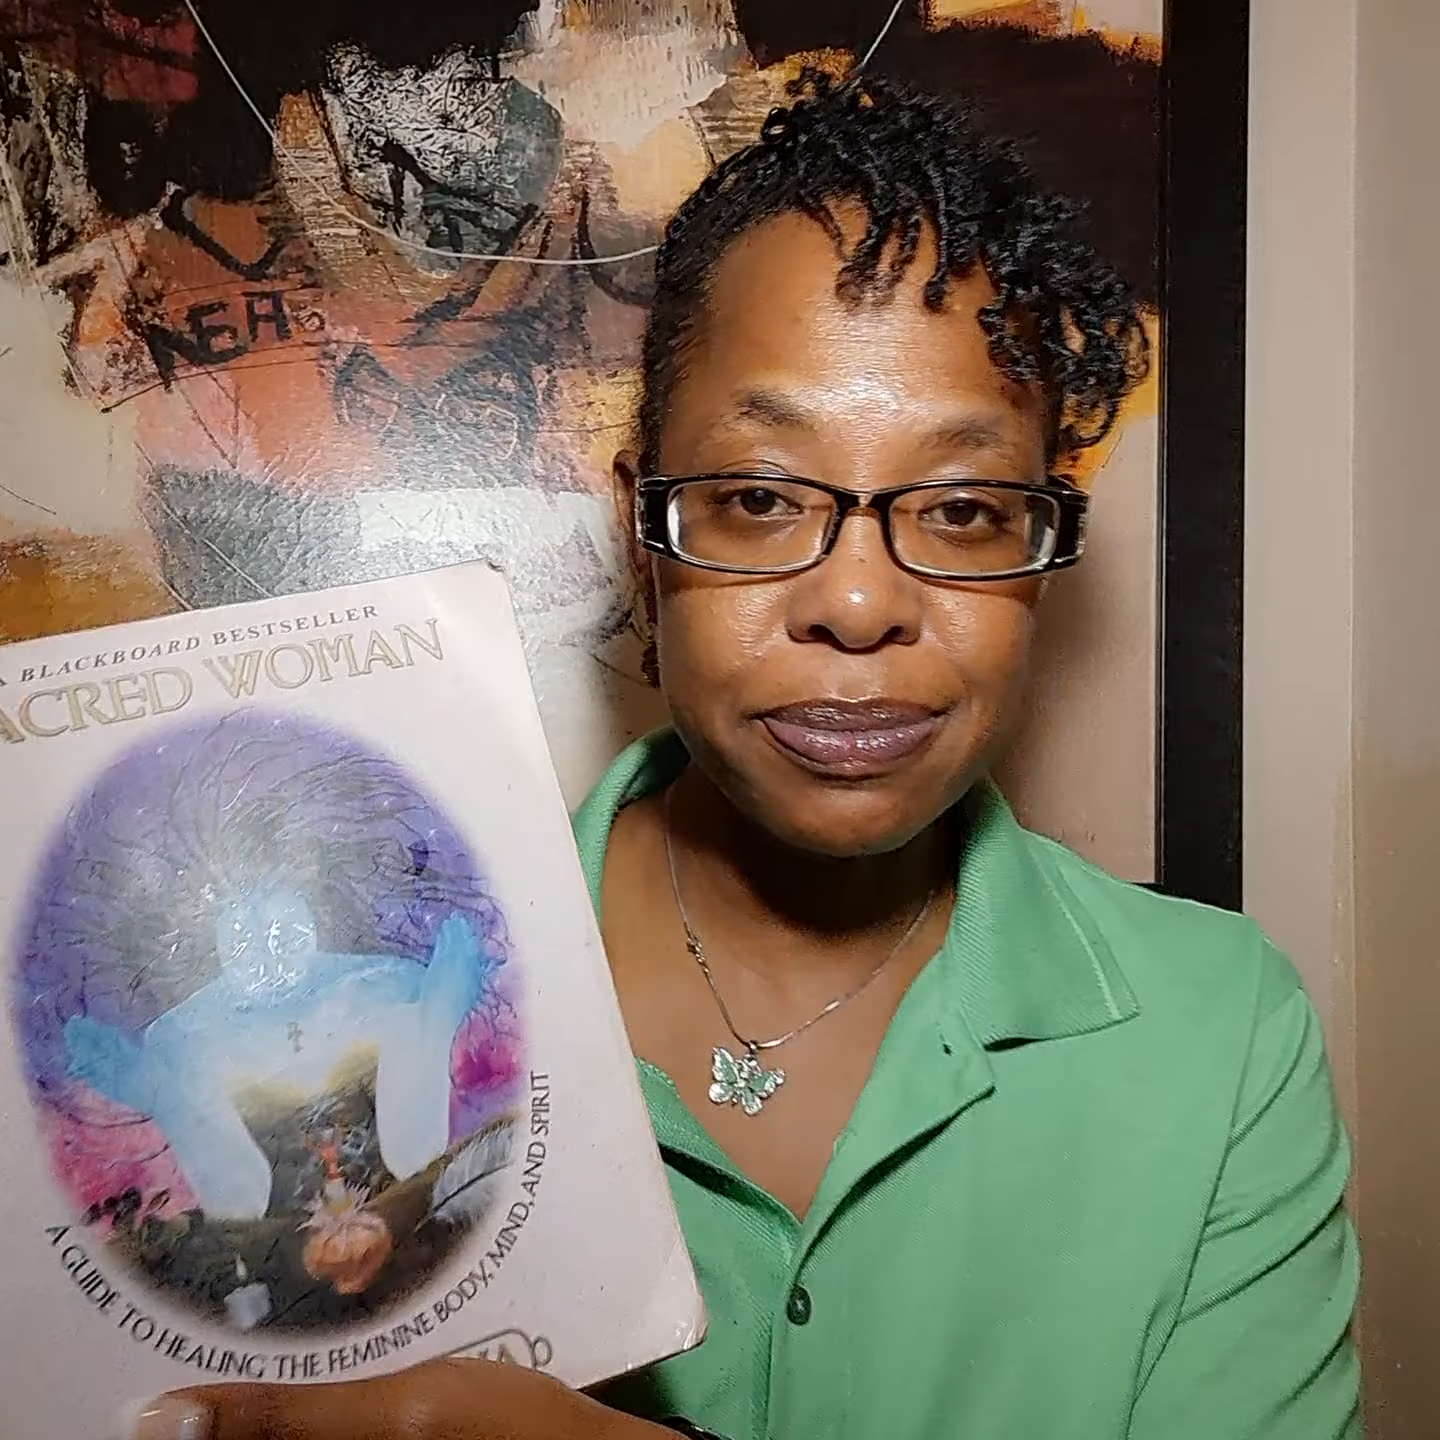 A BLACKBOARD BESTSELLER
ACRED WOMAN
A GUIDE TO HEALING THE FEMININE BODY, MIND, AND SPIRIT